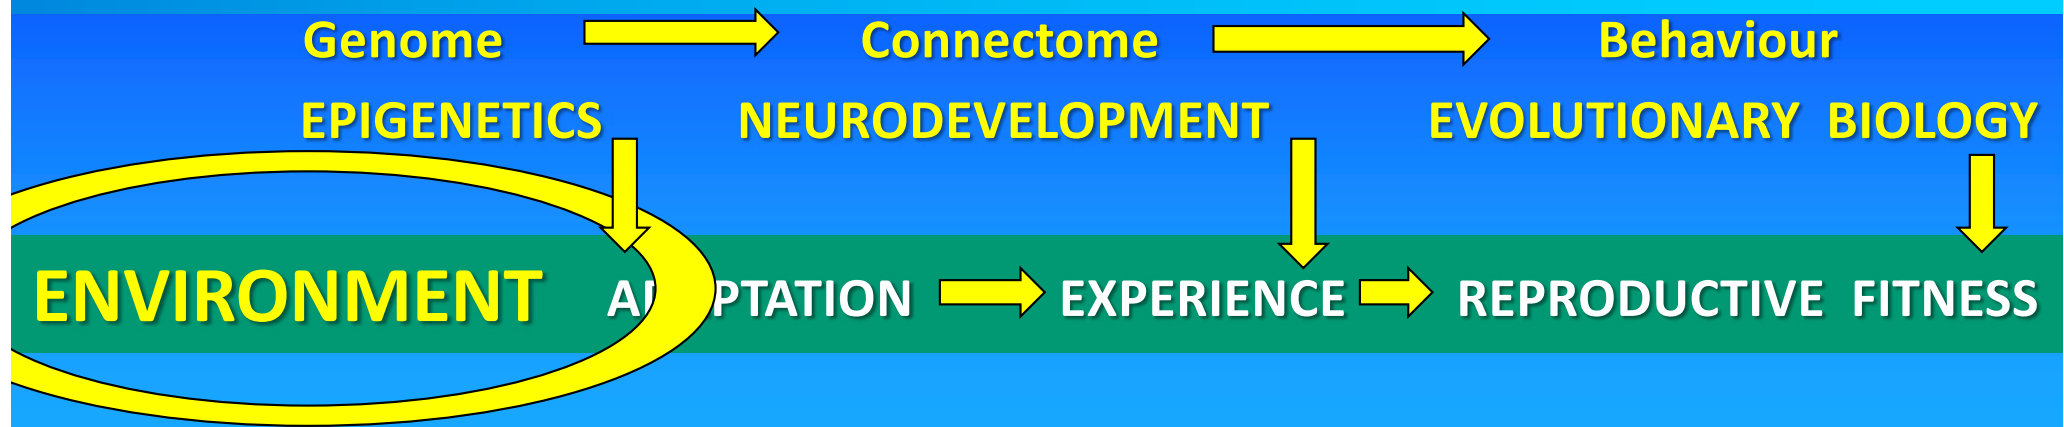 Genome Connectome Behaviour
EPIGENETICS NEURODEVELOPMENT EVOLUTIONARY BIOLOGY
ENVIRONMENT EXPERIENCE REPRODUCTIVE FITNESS